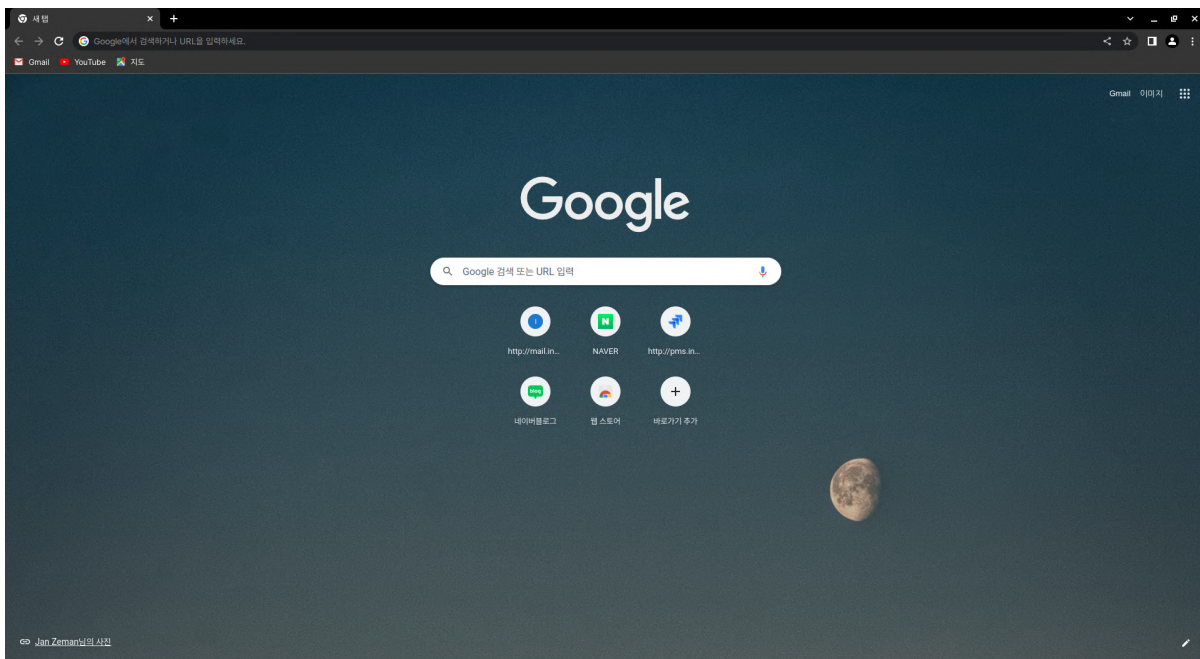 새 탭
Google에서 검색하거나 URL을 입력하세요.
Gmail YouTube 지도
Gmail 이미지
Google
Google 검색 또는 URL 입력
http://mail.in... NAVER http://pms.in...
blog
네이버블로그 웹 스토어 바로가기 추가
Jan Zeman님의 사진